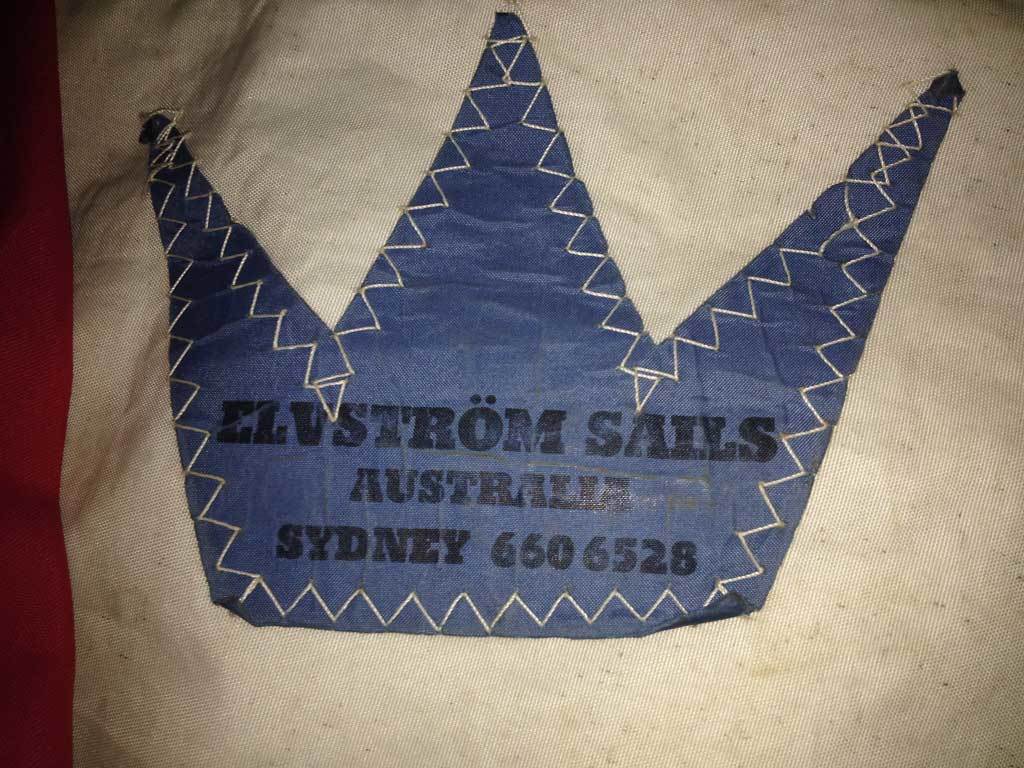 ELVSTRÖM SAILS
AUSTRALIA
SYDNEY 660 6528